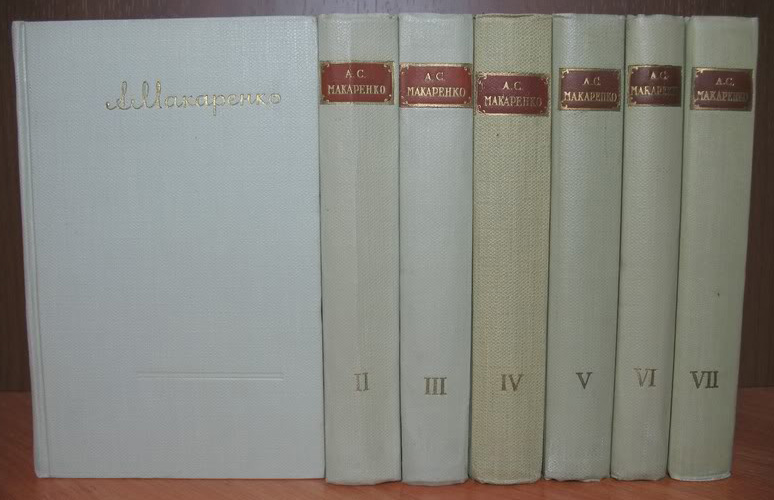 А. Макаренко
А. С.
МАКАРЕНКО
II
А. С.
МАКАРЕНКО
III
А. С.
МАКАРЕНКО
IV
А. С.
МАКАРЕНКО
V
А. С.
МАКАРЕНКО
VI
А. С.
МАКАРЕНКО
VII